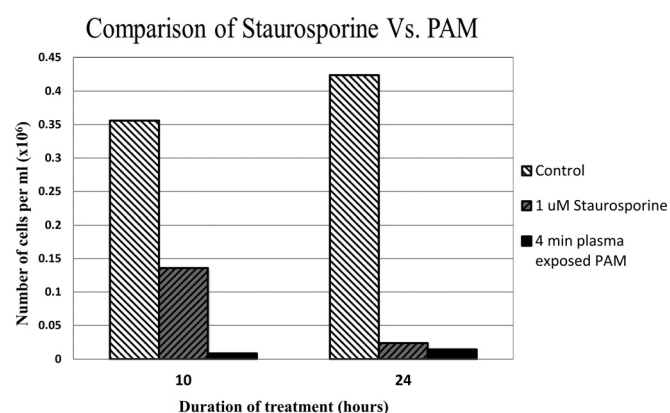 Comparison of Staurosporine Vs. PAM
0.45
0.4
0.35
0.3
0.25
0.2
0.15
0.1
0.05
0
Number of cells per ml (x10⁶)
10
24
Duration of treatment (hours)
Control
1 uM Staurosporine
4 min plasma
exposed PAM